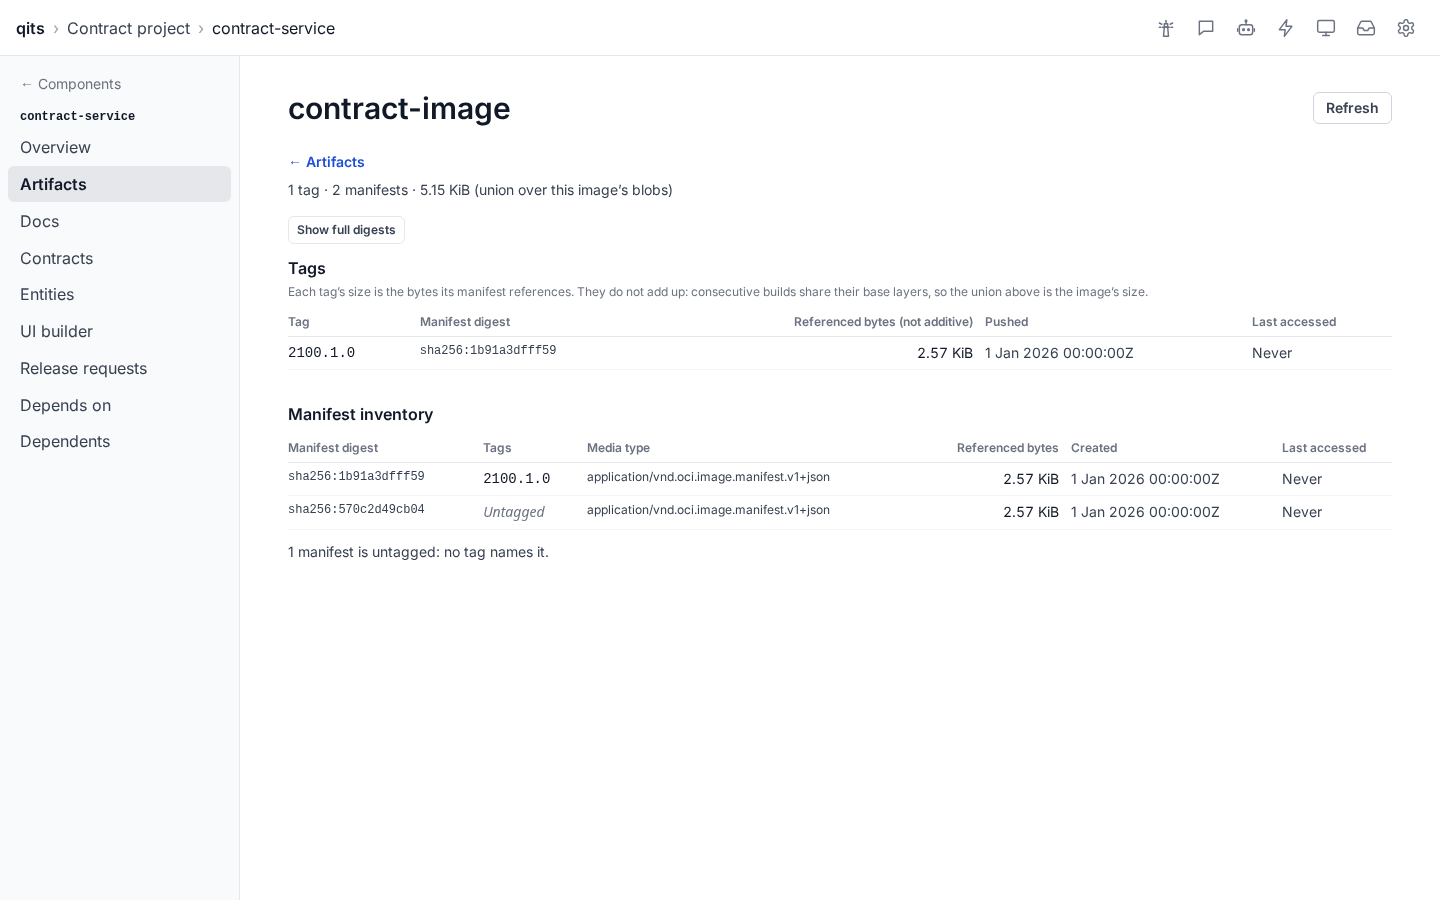 qits › Contract project › contract-service
← Components
contract-service
Overview
Artifacts
Docs
Contracts
Entities
UI builder
Release requests
Depends on
Dependents
contract-image
Refresh
← Artifacts
1 tag · 2 manifests · 5.15 KiB (union over this image’s blobs)
Show full digests
Tags
Each tag’s size is the bytes its manifest references. They do not add up: consecutive builds share their base layers, so the union above is the image’s size.
Tag Manifest digest Referenced bytes (not additive) Pushed Last accessed
2100.1.0 sha256:1b91a3dfff59 2.57 KiB 1 Jan 2026 00:00:00Z Never
Manifest inventory
Manifest digest Tags Media type Referenced bytes Created Last accessed
sha256:1b91a3dfff59 2100.1.0 application/vnd.oci.image.manifest.v1+json 2.57 KiB 1 Jan 2026 00:00:00Z Never
sha256:570c2d49cb04 Untagged application/vnd.oci.image.manifest.v1+json 2.57 KiB 1 Jan 2026 00:00:00Z Never
1 manifest is untagged: no tag names it.